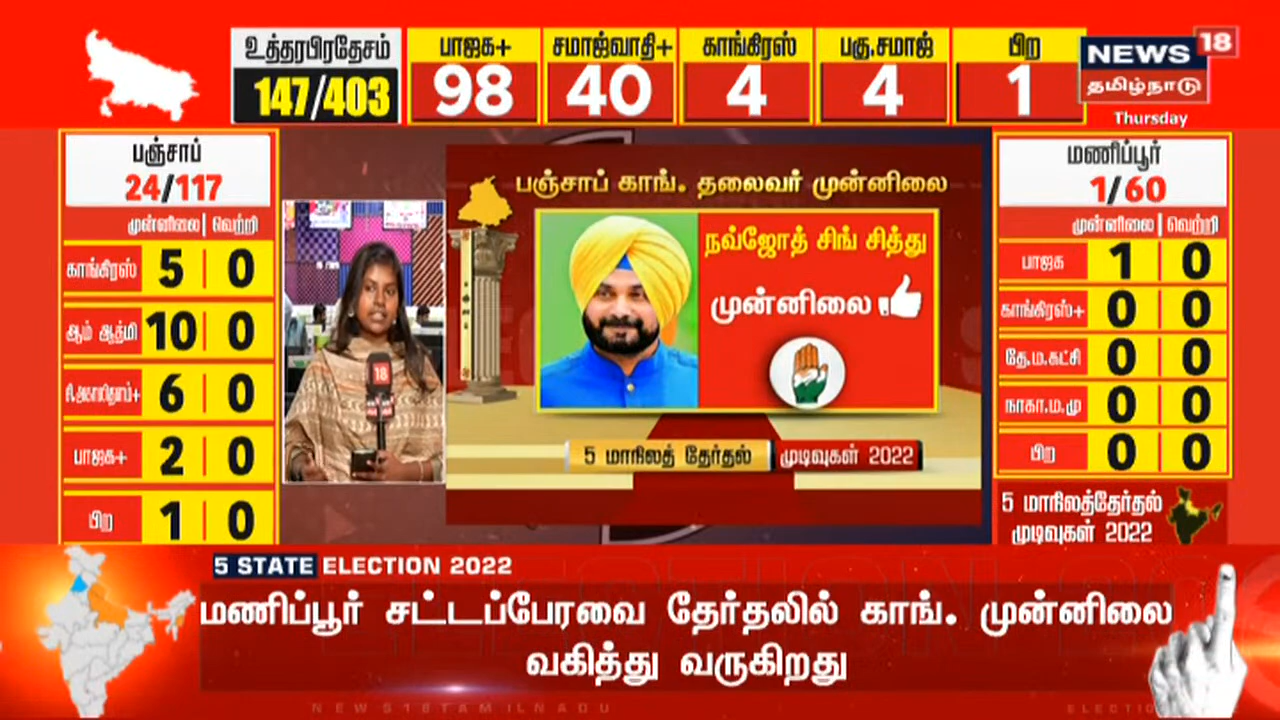 உத்தரபிரதேசம்
147/403
பாஜக+
98
சமாஜ்வாதி+
40
காங்கிரஸ்
4
பகு.சமாஜ்
4
பிற
1
NEWS 18
தமிழ்நாடு
Thursday
பஞ்சாப்
24/117
முன்னிலை | வெற்றி
காங்கிரஸ் 5 0
ஆம் ஆத்மி 10 0
சி.அகாலிதளம்+ 6 0
பாஜக+ 2 0
பிற 1 0
18
பஞ்சாப் காங். தலைவர் முன்னிலை
நவ்ஜோத் சிங் சித்து
முன்னிலை
5 மாநிலத் தேர்தல் முடிவுகள் 2022
மணிப்பூர்
1/60
முன்னிலை | வெற்றி
பாஜக 1 0
காங்கிரஸ்+ 0 0
தே.ம.கட்சி 0 0
நாகா.ம.மு 0 0
பிற 0 0
5 மாநிலத்தேர்தல்
முடிவுகள் 2022
5 STATE ELECTION 2022
மணிப்பூர் சட்டப்பேரவை தேர்தலில் காங். முன்னிலை
வகித்து வருகிறது
NEWS18TAMILNADU